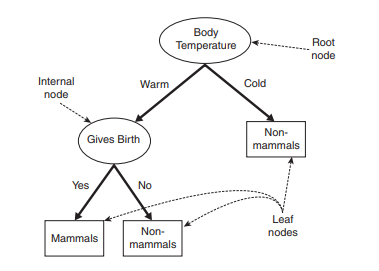 Body
Temperature
Root
node
Internal
node
Warm
Cold
Gives Birth
Non-
mammals
Yes
No
Mammals
Non-
mammals
Leaf
nodes